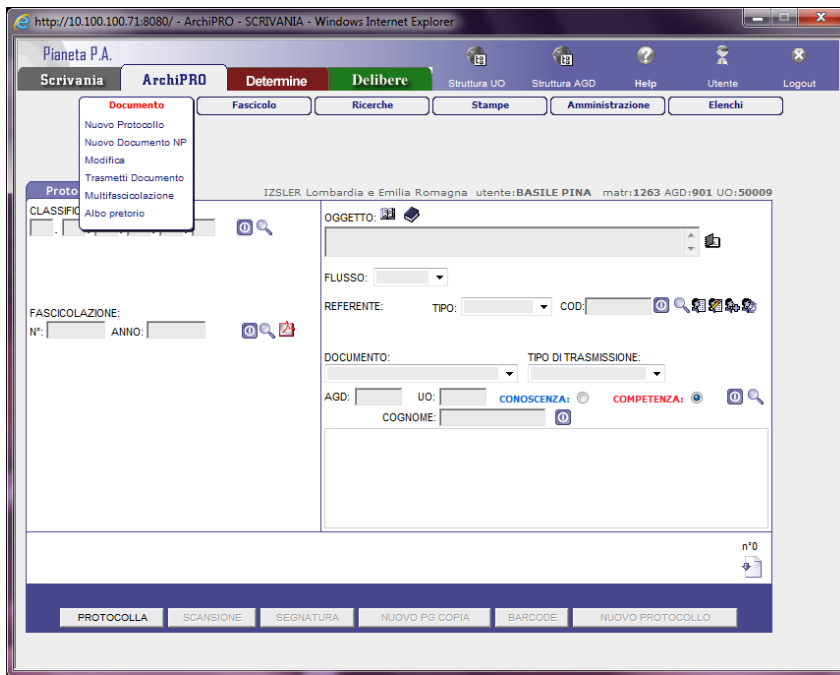 http://10.100.100.71:8080/ - ArchiPRO - SCRIVANIA - Windows Internet Explorer
Pianeta P.A.
Scrivania ArchiPRO Determine Delibere Struttura UO Struttura AGD Help Utente Logout
Documento Fascicolo Ricerche Stampe Amministrazione Elenchi
Nuovo Protocollo
Nuovo Documento NP
Modifica
Trasmetti Documento
Multifascicolazione
Albo pretorio
IZSLER Lombardia e Emilia Romagna utente:BASILE PINA matr:1263 AGD:901 UO:50009
OGGETTO:
FLUSSO:
REFERENTE: TIPO: COD:
FASCICOLAZIONE:
N°: ANNO:
DOCUMENTO: TIPO DI TRASMISSIONE:
AGD: UO: CONOSCENZA: COMPETENZA:
COGNOME:
n°0
PROTOCOLLA SCANSIONE SEGNATURA NUOVO PG COPIA BARCODE NUOVO PROTOCOLLO